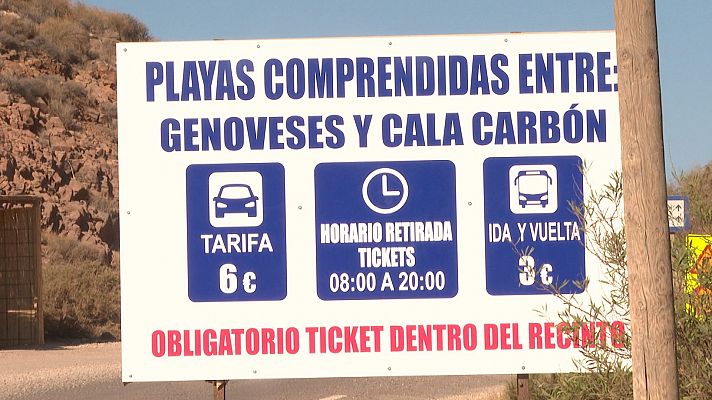 PLAYAS COMPRENDIDAS ENTRE:
GENOVESES Y CALA CARBÓN
TARIFA
6 €
HORARIO RETIRADA
TICKETS
08:00 A 20:00
IDA Y VUELTA
3 €
OBLIGATORIO TICKET DENTRO DEL RECINTO